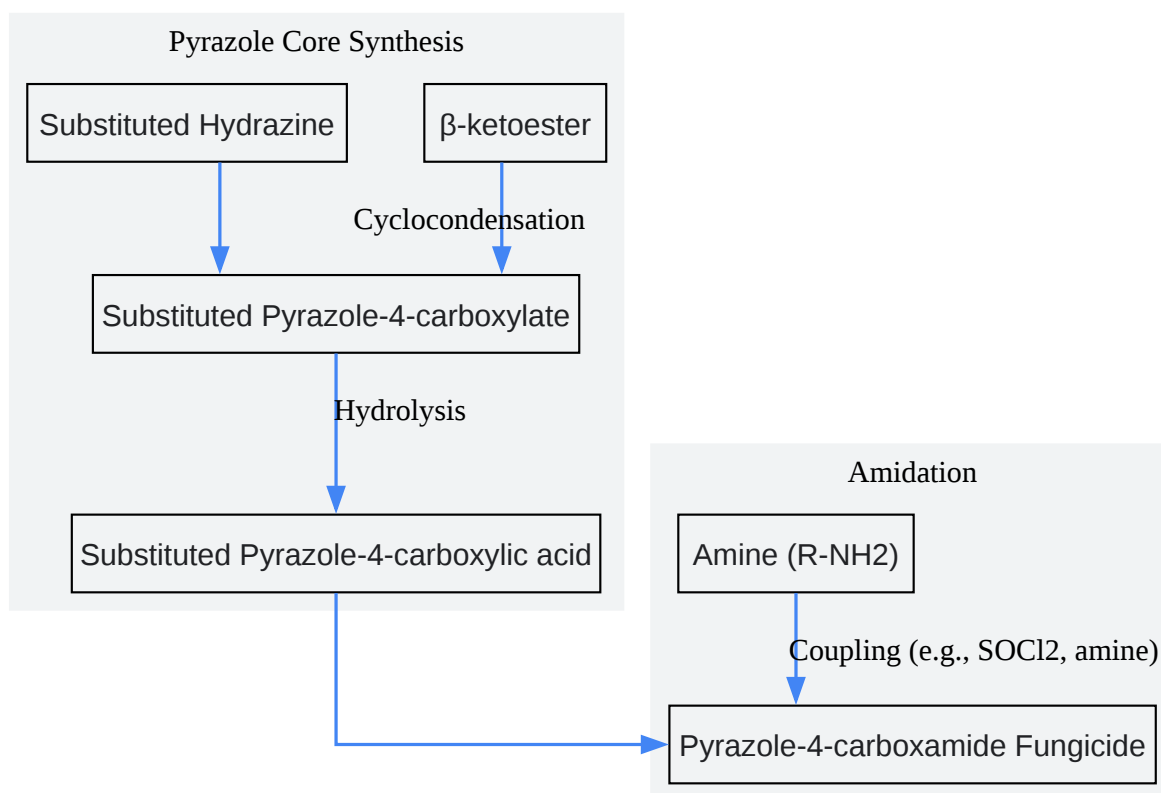 Pyrazole Core Synthesis
Substituted Hydrazine
β-ketoester
Cyclocondensation
Substituted Pyrazole-4-carboxylate
Hydrolysis
Substituted Pyrazole-4-carboxylic acid
Amidation
Amine (R-NH2)
Coupling (e.g., SOCl2, amine)
Pyrazole-4-carboxamide Fungicide